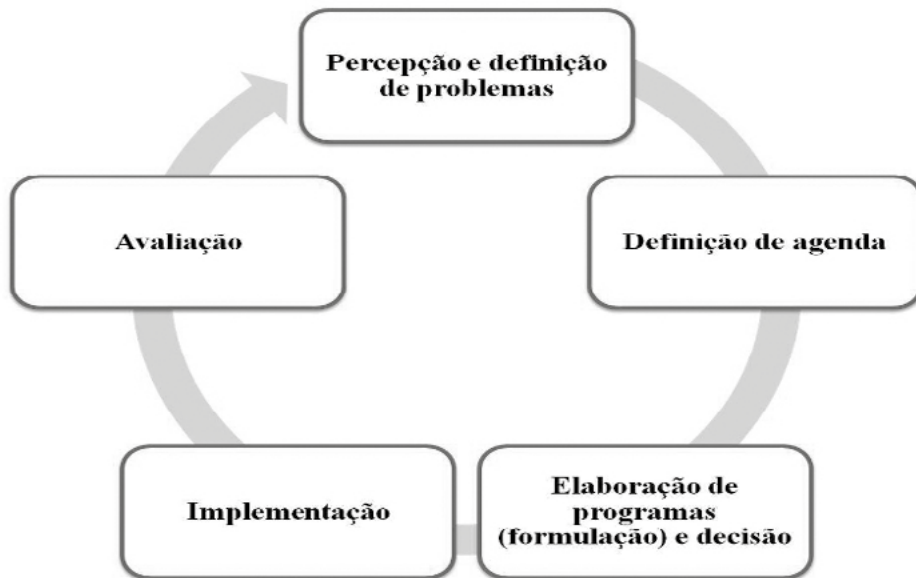 Percepção e definição
de problemas
Definição de agenda
Elaboração de
programas
(formulação) e decisão
Implementação
Avaliação